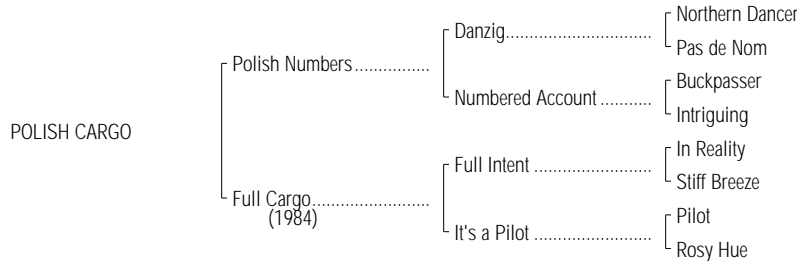 Northern Dancer
Danzig..............................
Pas de Nom
Polish Numbers................
Buckpasser
Numbered Account...........
Intriguing
POLISH CARGO
In Reality
Full Intent.........................
Stiff Breeze
Full Cargo.........................
(1984)
Pilot
It's a Pilot.........................
Rosy Hue